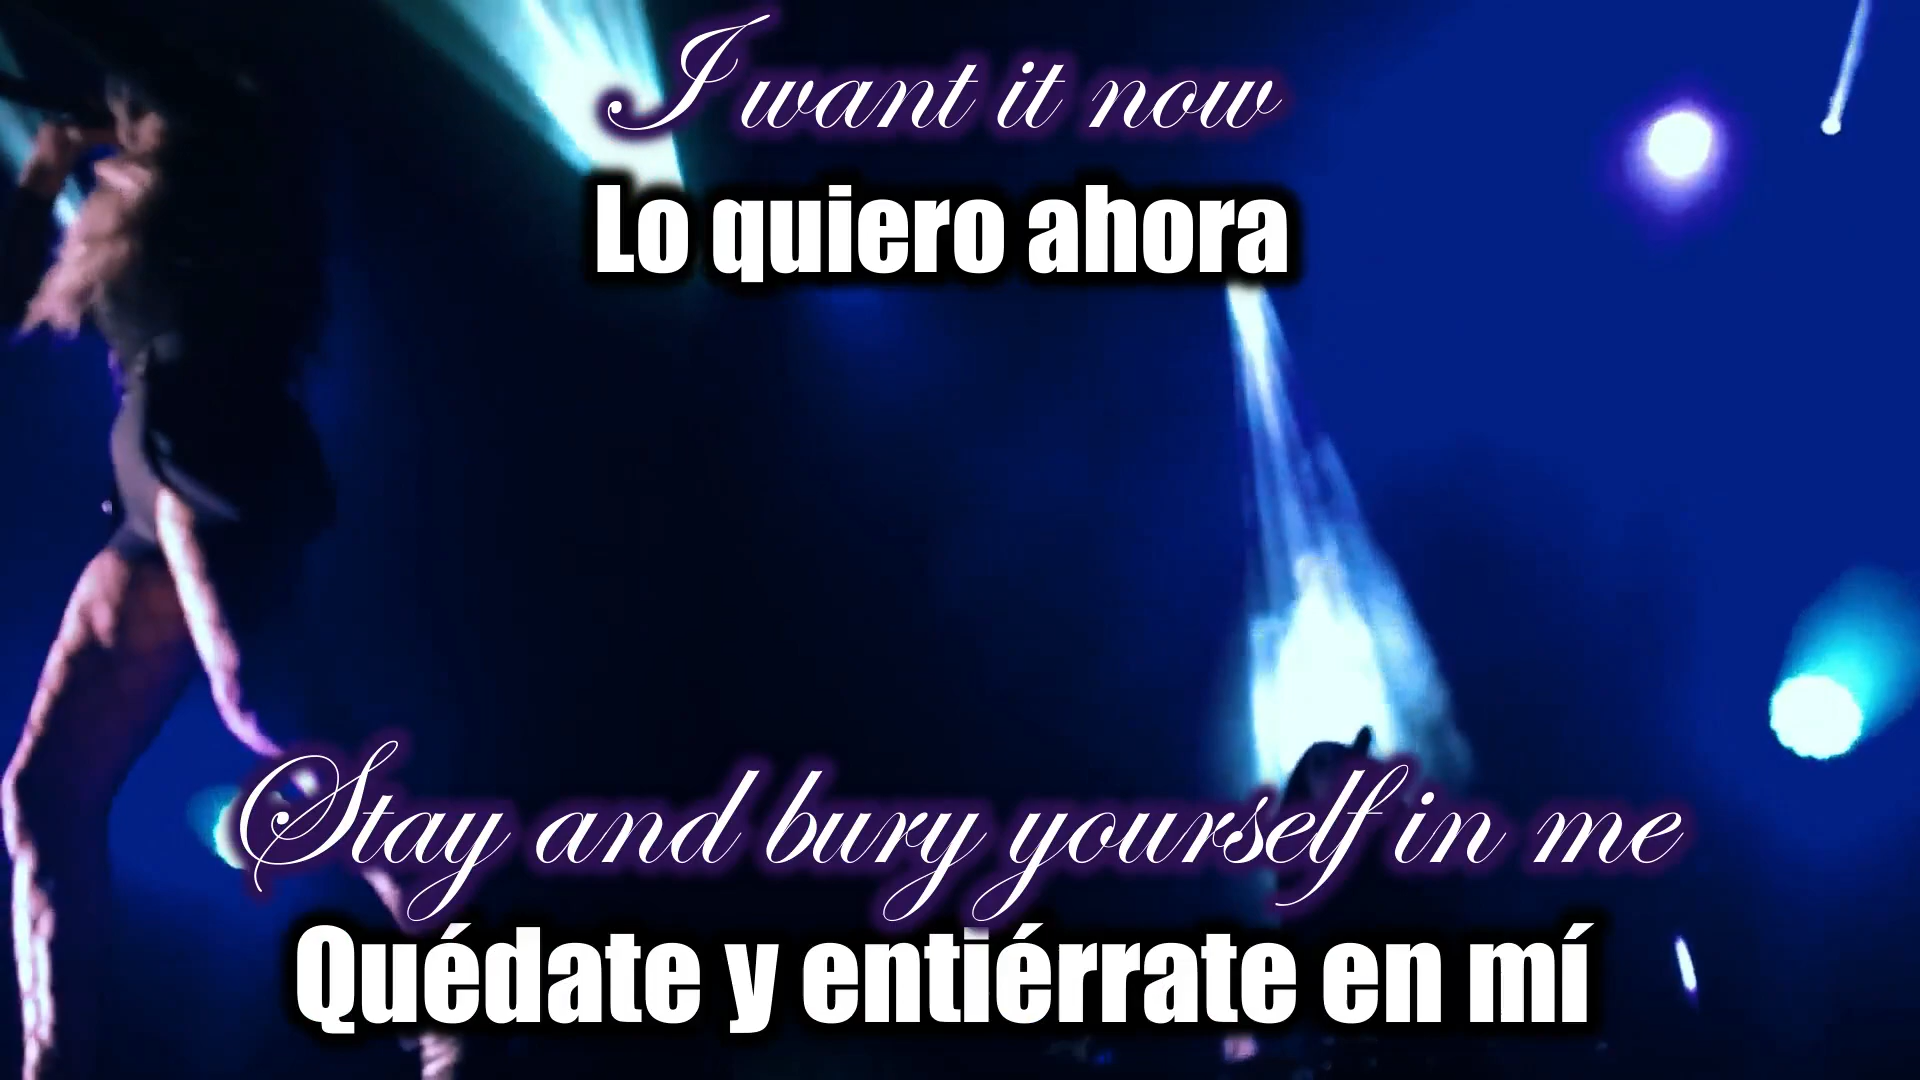 I want it now
Lo quiero ahora
Stay and bury yourself in me
Quédate y entiérrate en mí